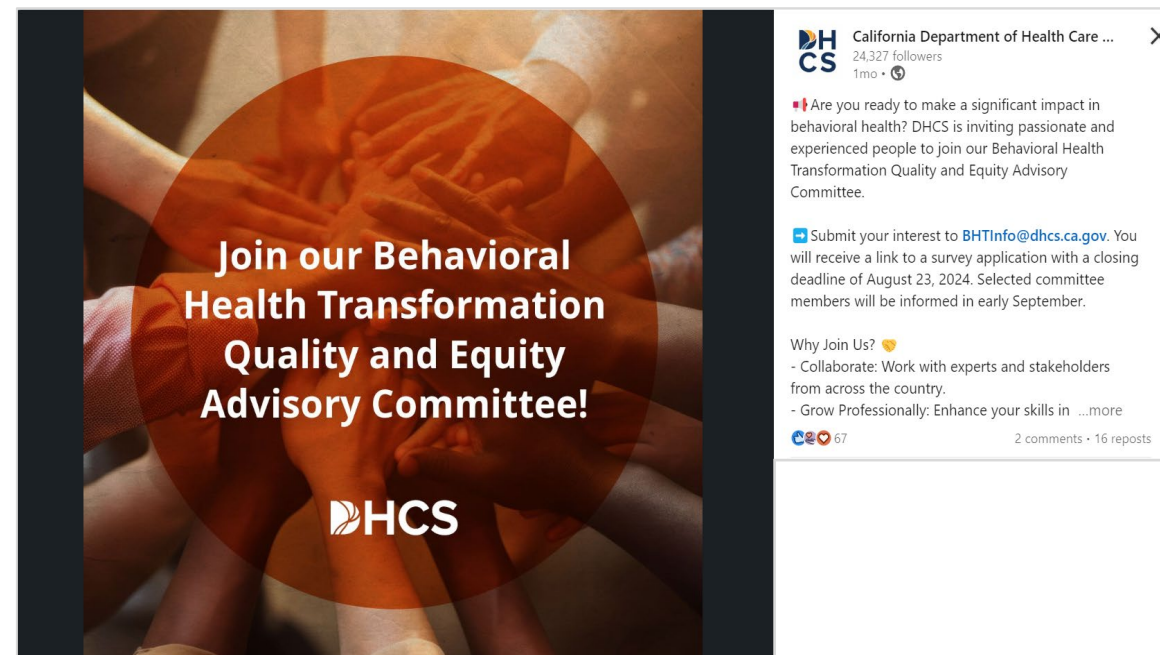 Join our Behavioral
Health Transformation
Quality and Equity
Advisory Committee!
DHCS
DH
CS
California Department of Health Care ...
24,327 followers
1mo •
Are you ready to make a significant impact in
behavioral health? DHCS is inviting passionate and
experienced people to join our Behavioral Health
Transformation Quality and Equity Advisory
Committee.
Submit your interest to BHTInfo@dhcs.ca.gov. You
will receive a link to a survey application with a closing
deadline of August 23, 2024. Selected committee
members will be informed in early September.
Why Join Us?
- Collaborate: Work with experts and stakeholders
from across the country.
- Grow Professionally: Enhance your skills in ...more
67
2 comments • 16 reposts